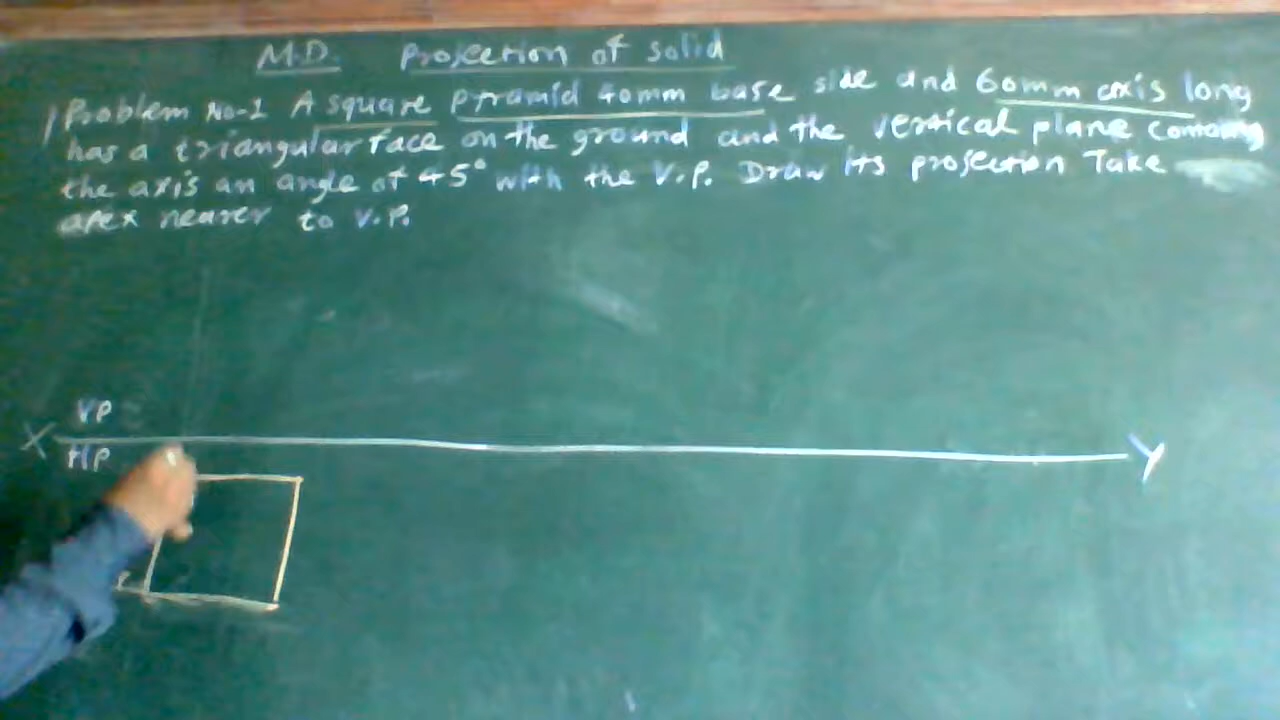 M.D. Projection of solid
Problem No-1 A square pyramid 40mm base side and 60mm axis long
has a triangular face on the ground and the vertical plane containing
the axis an angle of 45° with the V.P. Draw its projection Take
apex nearer to V.P.
VP
X Y
HP